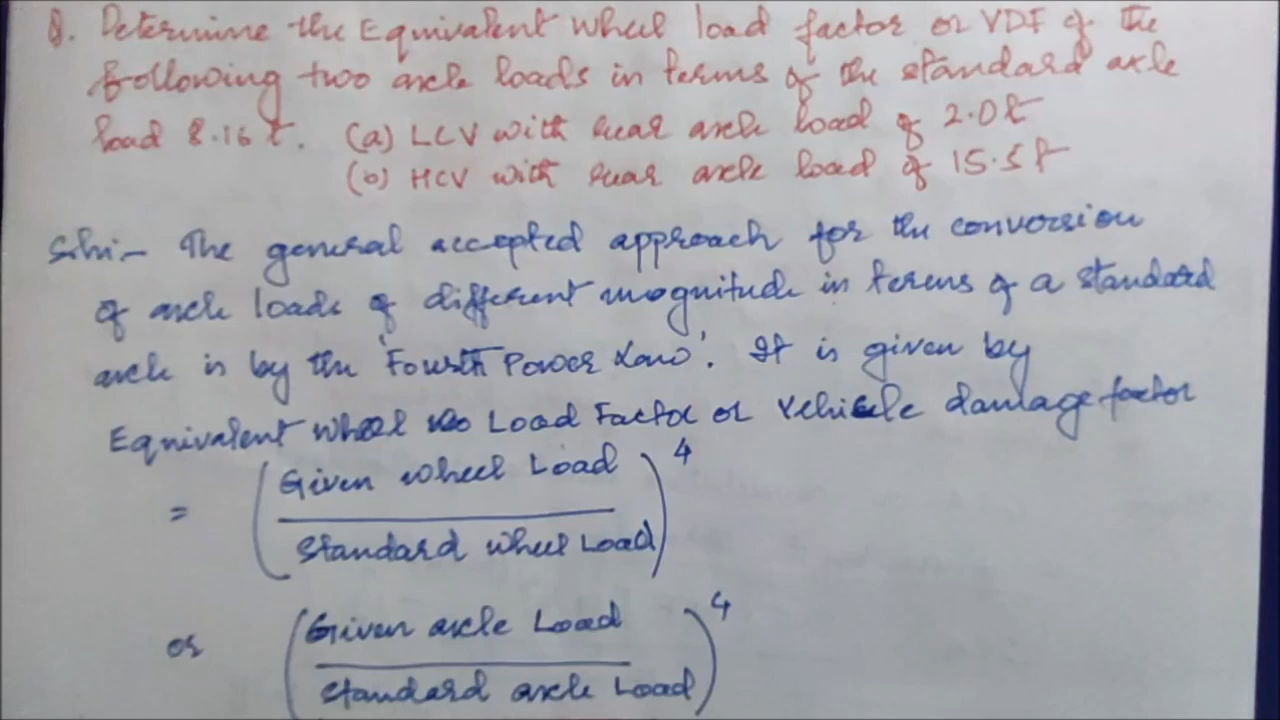 Q. Determine the Equivalent Wheel load factor or VDF of the
following two axle loads in terms of the standard axle
load 8.16 t. (a) LCV with rear axle load of 2.0t
(b) HCV with rear axle load of 15.5t
Soln:- The general accepted approach for the conversion
of axle loads of different magnitude in terms of a standard
axle is by the 'Fourth Power Law'. It is given by
Equivalent wheel Load Factor or vehicle damage factor
= (Given wheel Load
Standard wheel Load)4
or (Given axle Load
Standard axle Load)4